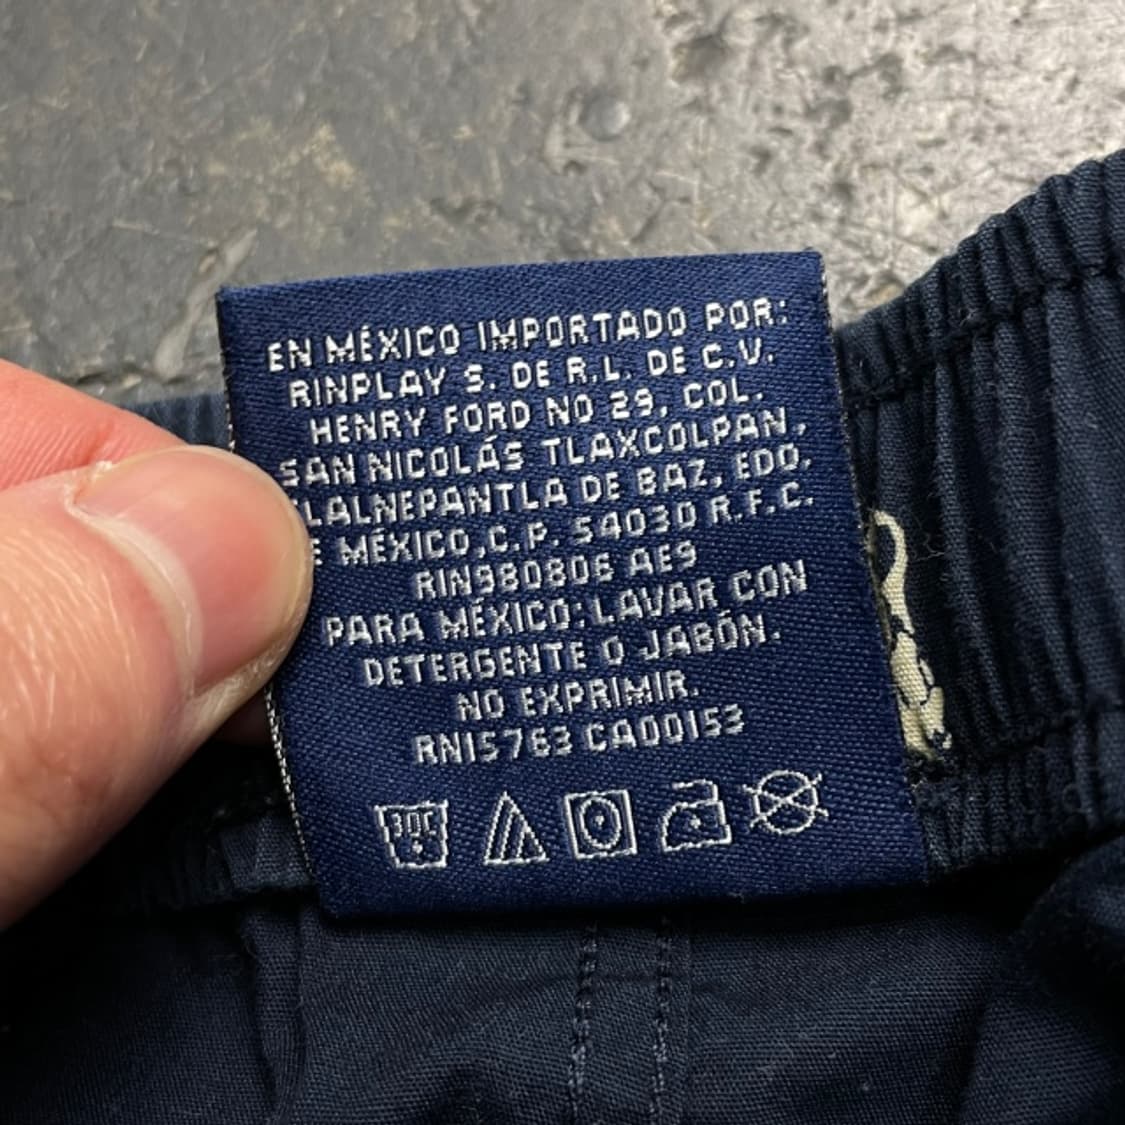 EN MÉXICO IMPORTADO POR:
RINPLAY S. DE R.L. DE C.V.
HENRY FORD NO 29, COL.
SAN NICOLÁS TLAXCOLPAN,
LALNEPANTLA DE BAZ, EDO.
E MÉXICO,C.P. 54030 R.F.C.
RIN980806 AE9
PARA MÉXICO: LAVAR CON
DETERGENTE O JABÓN.
NO EXPRIMIR.
RN15763 CA00153
30C